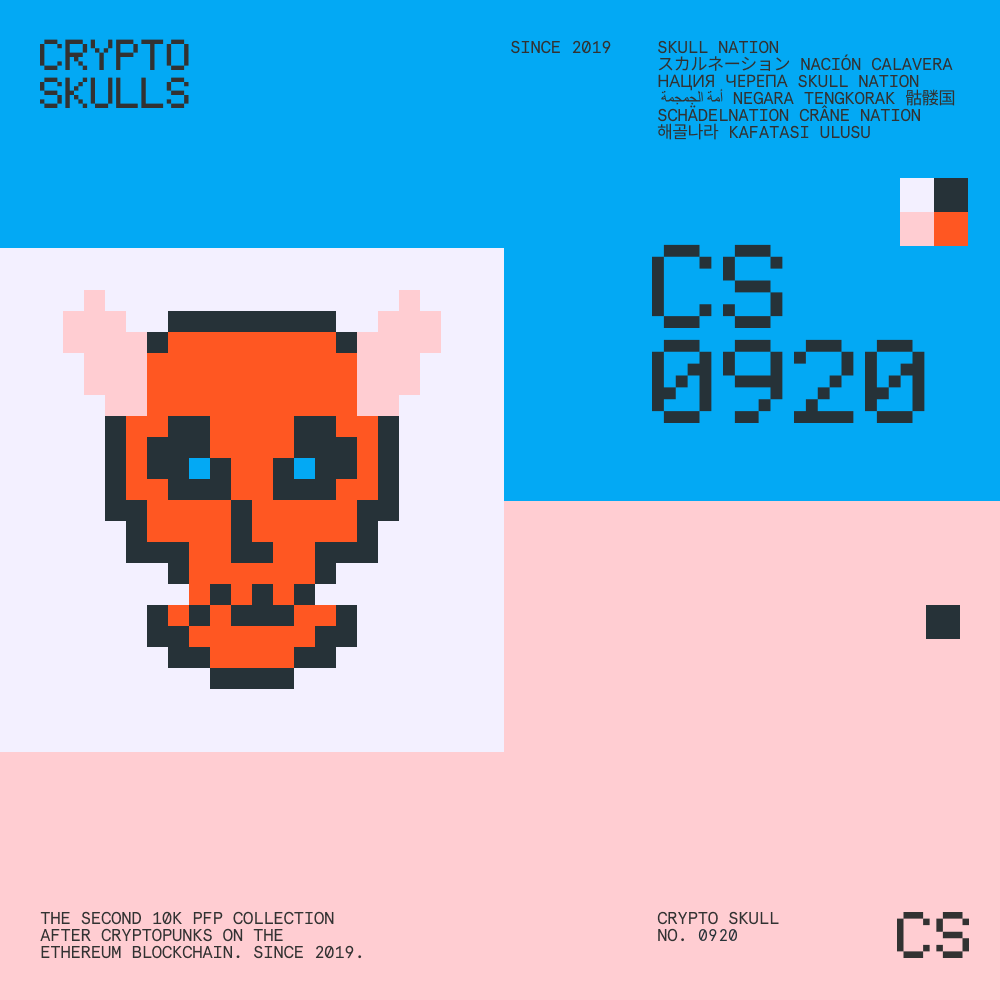 CRYPTO
SKULLS
SINCE 2019
SKULL NATION
スカルネーション NACIÓN CALAVERA
НАЦИЯ ЧЕРЕПА SKULL NATION
أمة الجمجمة NEGARA TENGKORAK 骷髅国
SCHÄDELNATION CRÂNE NATION
해골나라 KAFATASI ULUSU
CS
0920
THE SECOND 10K PFP COLLECTION
AFTER CRYPTOPUNKS ON THE
ETHEREUM BLOCKCHAIN. SINCE 2019.
CRYPTO SKULL
NO. 0920
CS